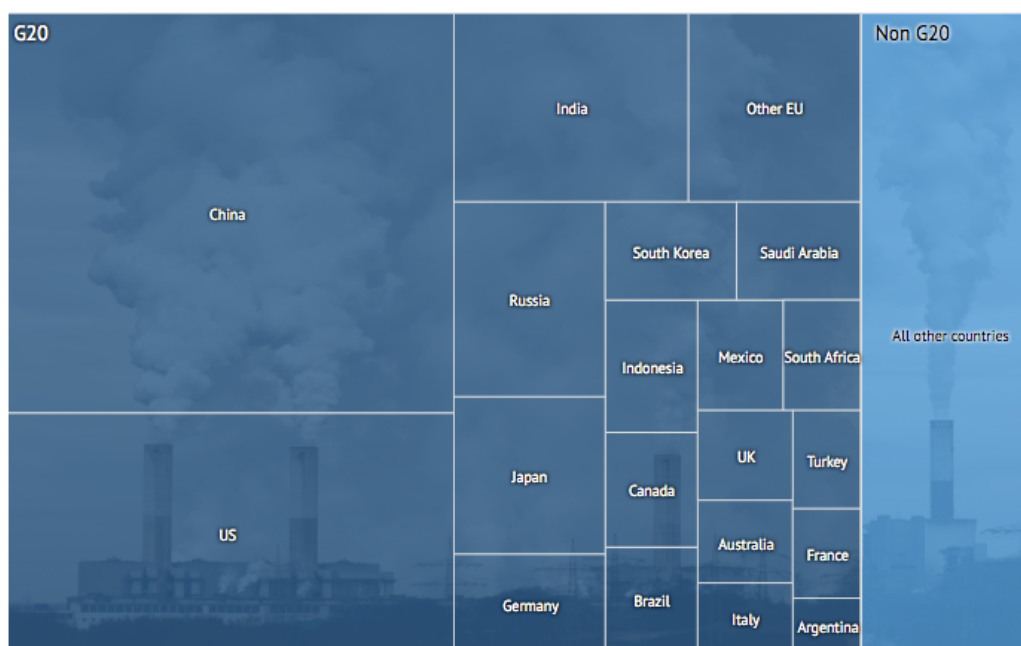 G20
Non G20
India
Other EU
China
South Korea
Saudi Arabia
Russia
All other countries
Indonesia
Mexico
South Africa
UK
Turkey
Japan
Canada
US
Australia
France
Germany
Brazil
Italy
Argentina